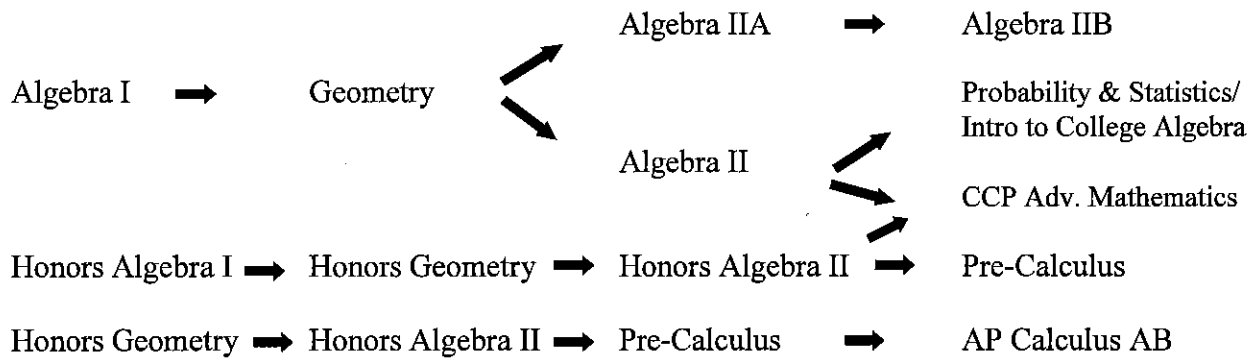 Algebra IIA
Algebra IIB
Algebra I
Geometry
Probability & Statistics/
Intro to College Algebra
Algebra II
CCP Adv. Mathematics
Honors Algebra I
Honors Geometry
Honors Algebra II
Pre-Calculus
Honors Geometry
Honors Algebra II
Pre-Calculus
AP Calculus AB